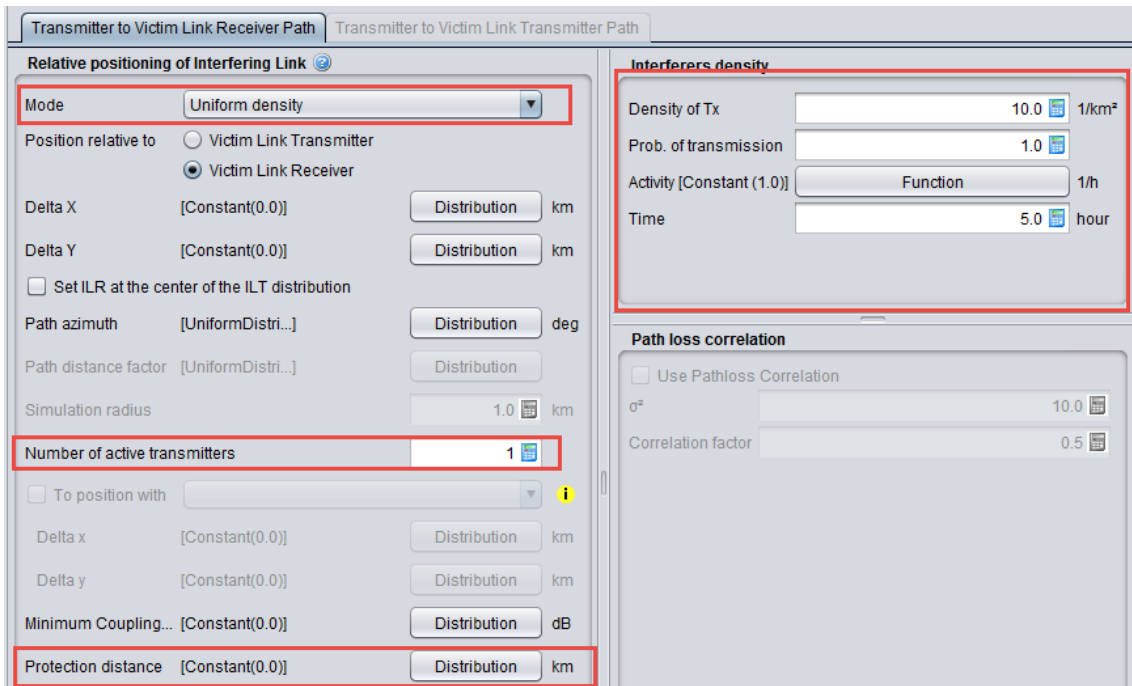 Transmitter to Victim Link Receiver Path
Transmitter to Victim Link Transmitter Path
Relative positioning of Interfering Link
Mode Uniform density
Position relative to Victim Link Transmitter
Victim Link Receiver
Delta X [Constant(0.0)] Distribution km
Delta Y [Constant(0.0)] Distribution km
Set ILR at the center of the ILT distribution
Path azimuth [UniformDistri...] Distribution deg
Path distance factor [UniformDistri...] Distribution
Simulation radius 1.0 km
Number of active transmitters 1
To position with i
Delta x [Constant(0.0)] Distribution km
Delta y [Constant(0.0)] Distribution km
Minimum Coupling... [Constant(0.0)] Distribution dB
Protection distance [Constant(0.0)] Distribution km
Interferers density
Density of Tx 10.0 1/km²
Prob. of transmission 1.0
Activity [Constant (1.0)] Function 1/h
Time 5.0 hour
Path loss correlation
Use Pathloss Correlation
σ² 10.0
Correlation factor 0.5